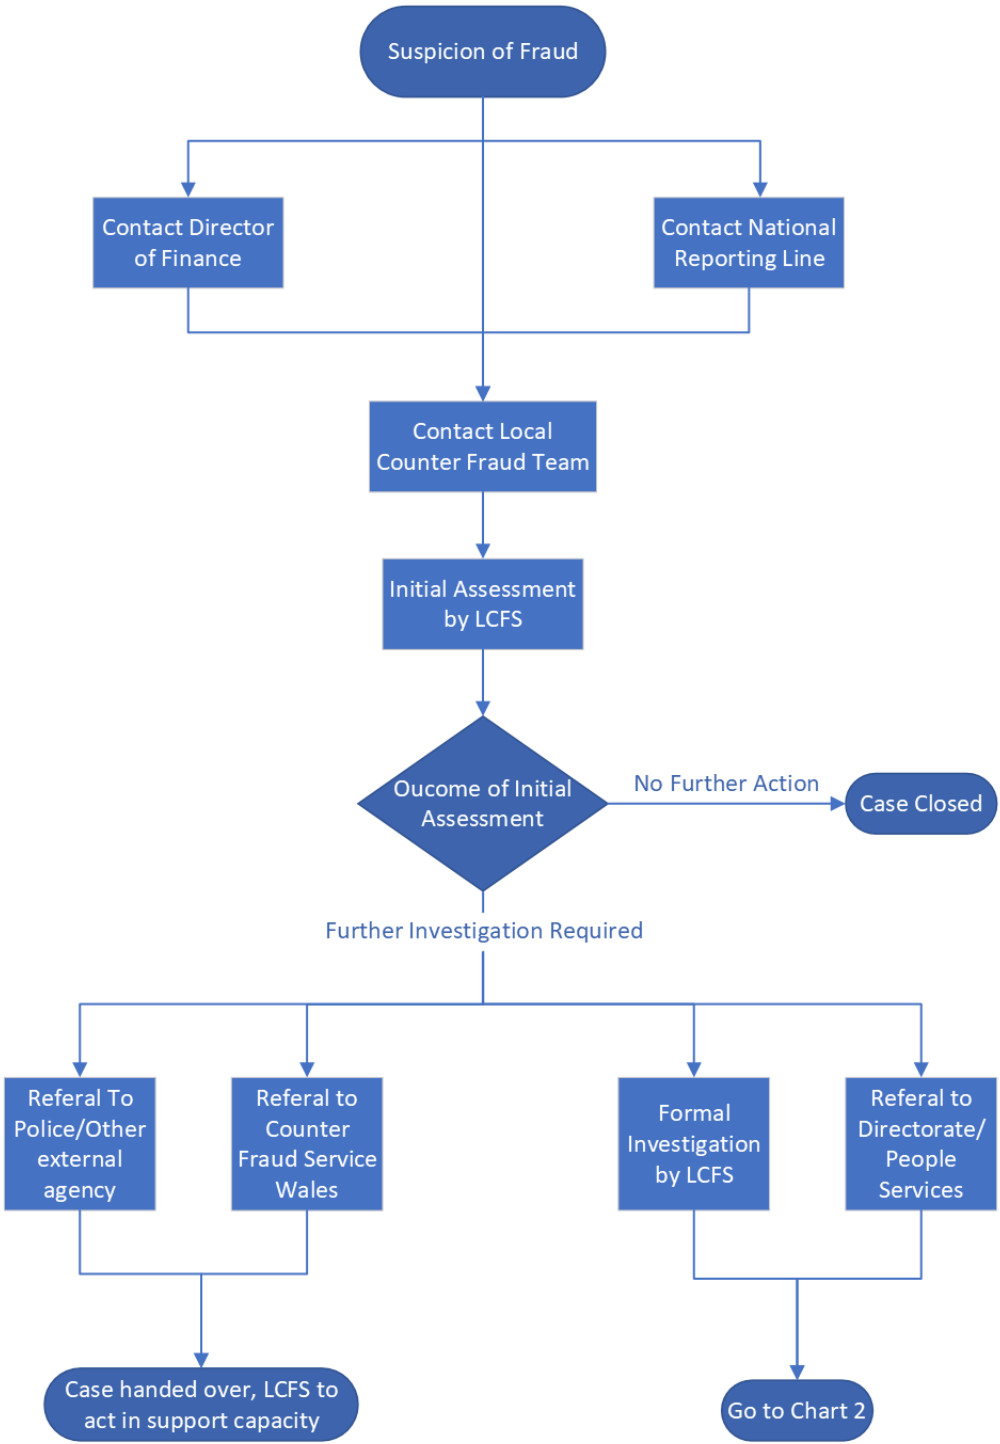 Suspicion of Fraud
Contact Director
of Finance
Contact National
Reporting Line
Contact Local
Counter Fraud Team
Initial Assessment
by LCFS
Oucome of Initial
Assessment
No Further Action
Case Closed
Further Investigation Required
Referal To
Police/Other
external
agency
Referal to
Counter
Fraud Service
Wales
Formal
Investigation
by LCFS
Referal to
Directorate/
People
Services
Case handed over, LCFS to
act in support capacity
Go to Chart 2